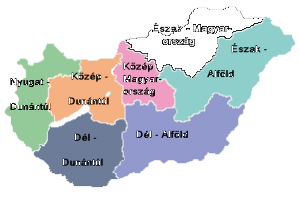 Észak - Magyar-
ország
Észak -
Alföld
Közép
Magyar-
ország
Közép -
Dunántúl
Nyugat -
Dunántúl
Dél -
Dunántúl
Dél - Alföld